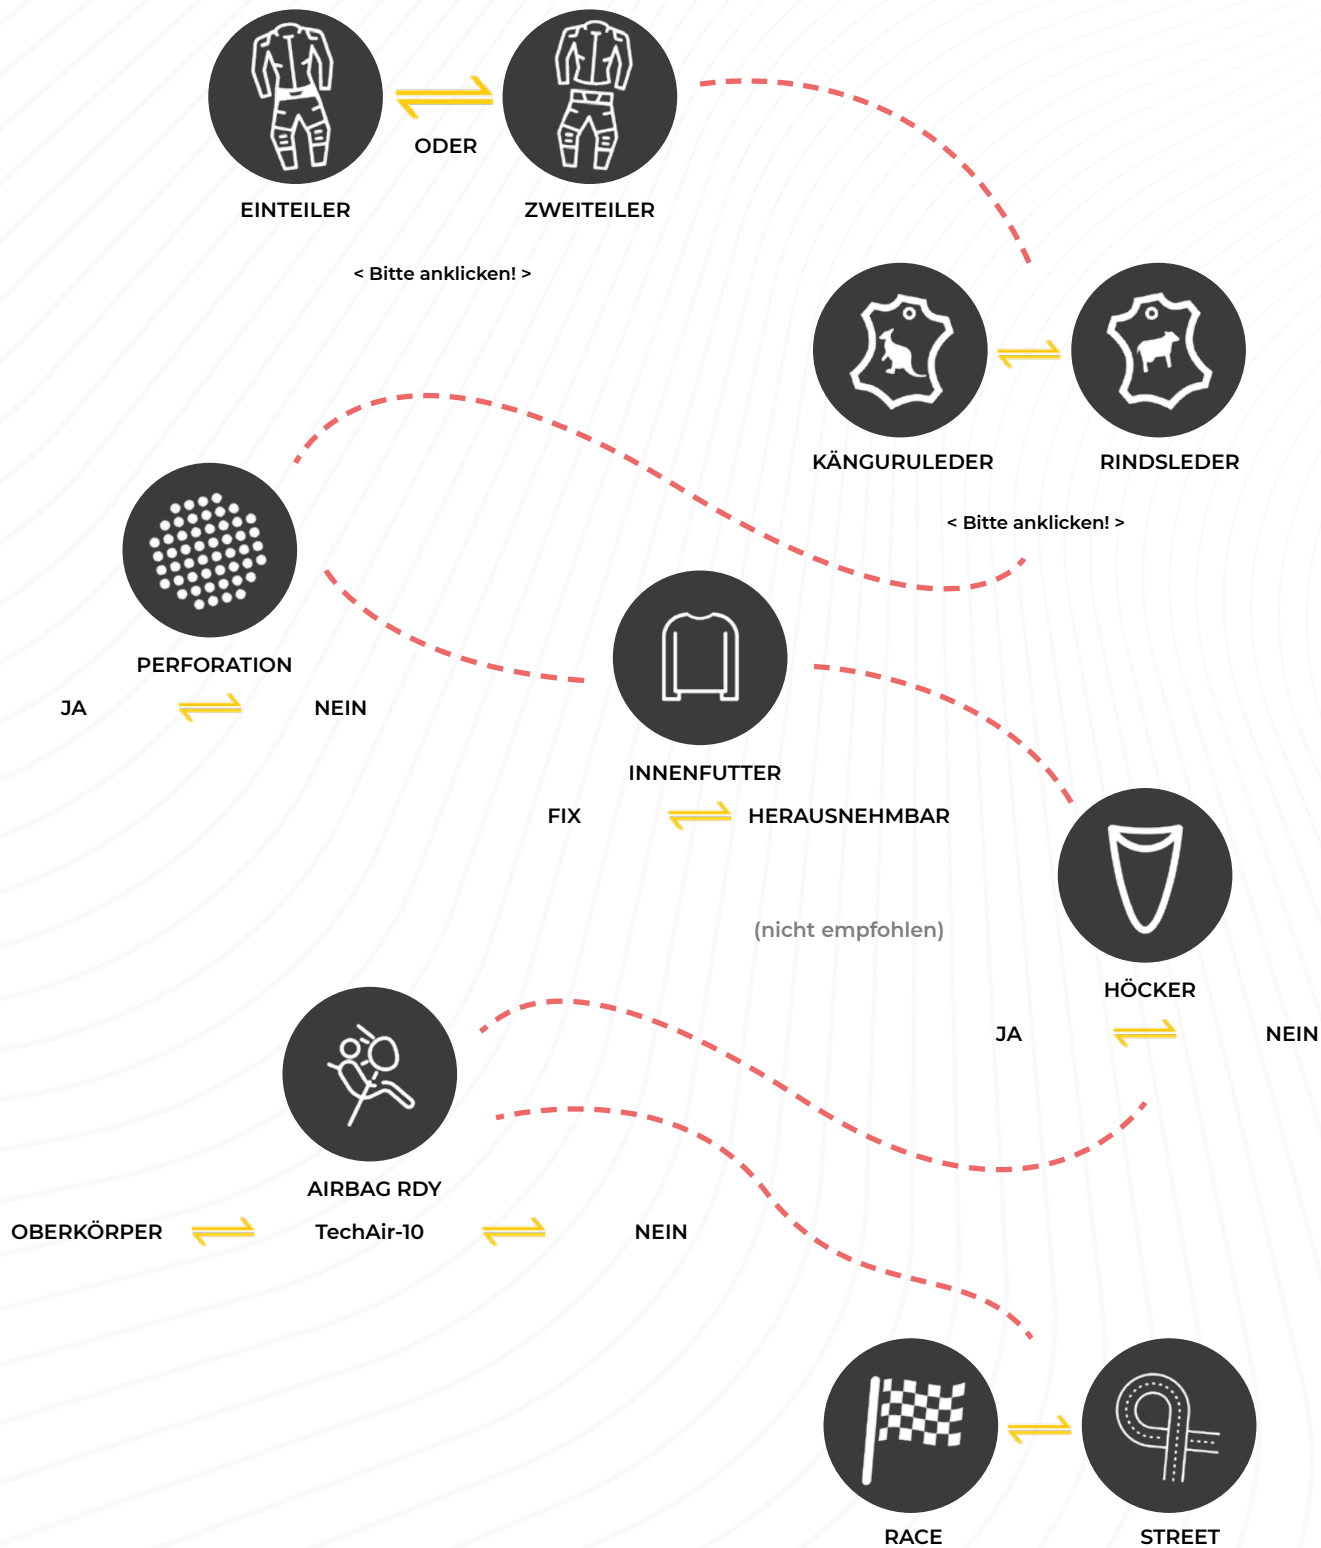 ODER
EINTEILER
ZWEITEILER
< Bitte anklicken! >
KÄNGURULEDER
RINDSLEDER
< Bitte anklicken! >
PERFORATION
JA
NEIN
INNENFUTTER
FIX
HERAUSNEHMBAR
(nicht empfohlen)
HÖCKER
JA
NEIN
AIRBAG RDY
OBERKÖRPER
TechAir-10
NEIN
RACE
STREET